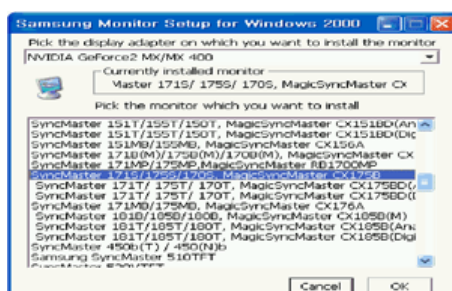 Samsung Monitor Setup for Windows 2000
Pick the display adapter on which you want to install the monitor
NVIDIA GeForce2 MX/MX 400
Currently installed monitor
Master 171S/ 175S/ 170S, MagicSyncMaster CX
Pick the monitor which you want to install
SyncMaster 151T/155T/150T, MagicSyncMaster CX151BD(An
SyncMaster 151T/155T/150T, MagicSyncMaster CX151BD(Dig
SyncMaster 151MB/155MB, MagicSyncMaster CX156A
SyncMaster 171B(M)/175B(M)/170B(M), MagicSyncMaster CX
SyncMaster 171MP/175MP,MagicSyncMaster RD1700MP
SyncMaster 171S/175S/170S, MagicSyncMaster CX175B
SyncMaster 171T/ 175T/ 170T, MagicSyncMaster CX175BD(
SyncMaster 171T/ 175T/ 170T, MagicSyncMaster CX175BD(
SyncMaster 171MB/175MB, MagicSyncMaster CX176A
SyncMaster 181B/185B/180B, MagicSyncMaster CX185B(M)
SyncMaster 181T/185T/180T, MagicSyncMaster CX185B(Ana
SyncMaster 181T/185T/180T, MagicSyncMaster CX185B(Digi
SyncMaster 450b(T) / 450(N)b
Samsung SyncMaster 510TFT
Cancel
OK